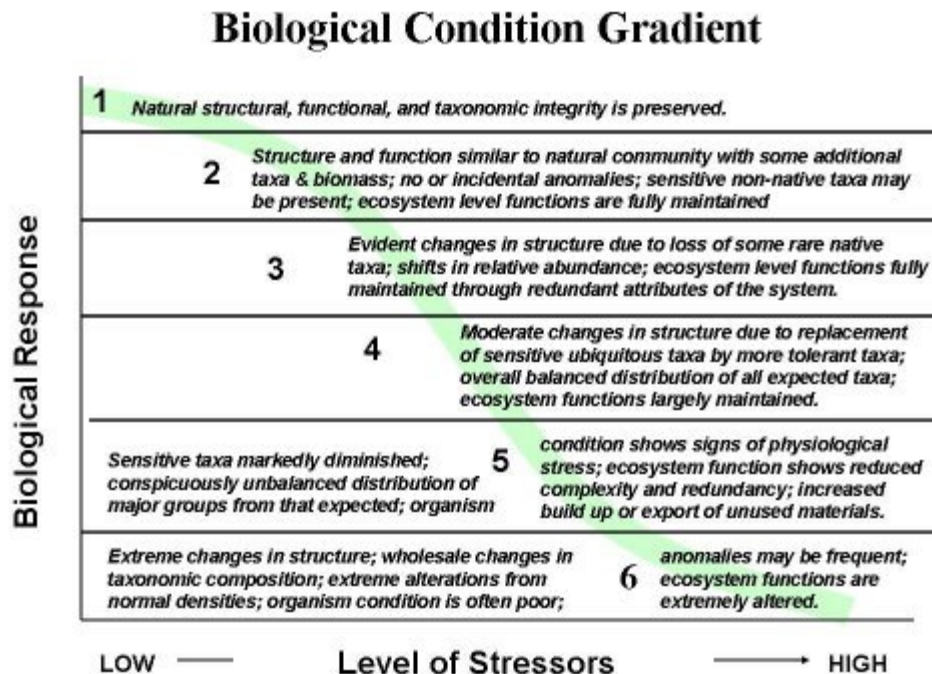 Biological Condition Gradient
Biological Response
1 Natural structural, functional, and taxonomic integrity is preserved.
2 Structure and function similar to natural community with some additional
taxa & biomass; no or incidental anomalies; sensitive non-native taxa may
be present; ecosystem level functions are fully maintained
3 Evident changes in structure due to loss of some rare native
taxa; shifts in relative abundance; ecosystem level functions fully
maintained through redundant attributes of the system.
4 Moderate changes in structure due to replacement
of sensitive ubiquitous taxa by more tolerant taxa;
overall balanced distribution of all expected taxa;
ecosystem functions largely maintained.
Sensitive taxa markedly diminished;
conspicuously unbalanced distribution of
major groups from that expected; organism
5 condition shows signs of physiological
stress; ecosystem function shows reduced
complexity and redundancy; increased
build up or export of unused materials.
Extreme changes in structure; wholesale changes in
taxonomic composition; extreme alterations from
normal densities; organism condition is often poor;
6 anomalies may be frequent;
ecosystem functions are
extremely altered.
LOW Level of Stressors HIGH